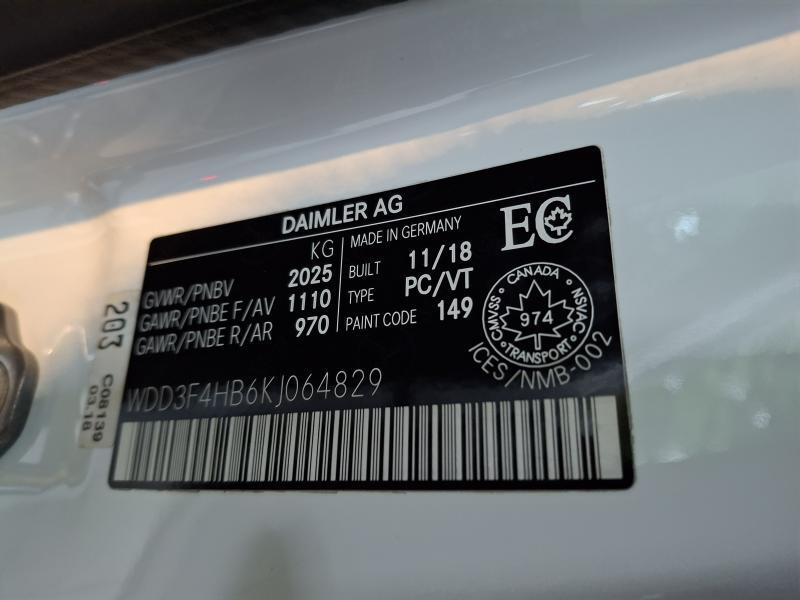 DAIMLER AG
KG
GVWR/PNBV 2025
GAWR/PNBE F/AV 1110
GAWR/PNBE R/AR 970
MADE IN GERMANY
BUILT 11/18
TYPE PC/VT
PAINT CODE 149
EC
CANADA
CMVSS • NSVAC
974
TRANSPORT
ICES/NMB-002
WDD3F4HB6KJ064829
203
C08139
03.18